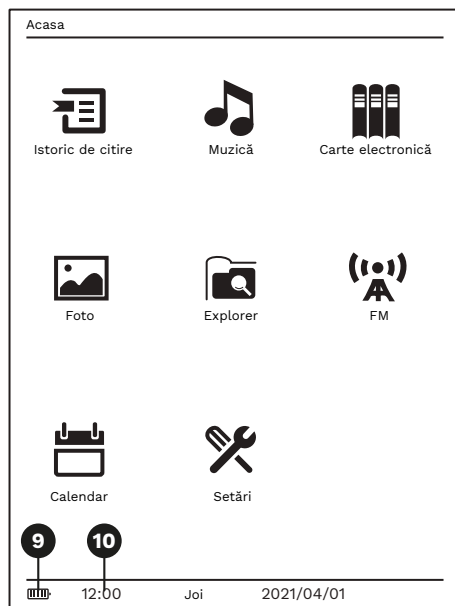 Acasa
Istoric de citire Muzică Carte electronică
Foto Explorer FM
Calendar Setări
9 10
12:00 Joi 2021/04/01